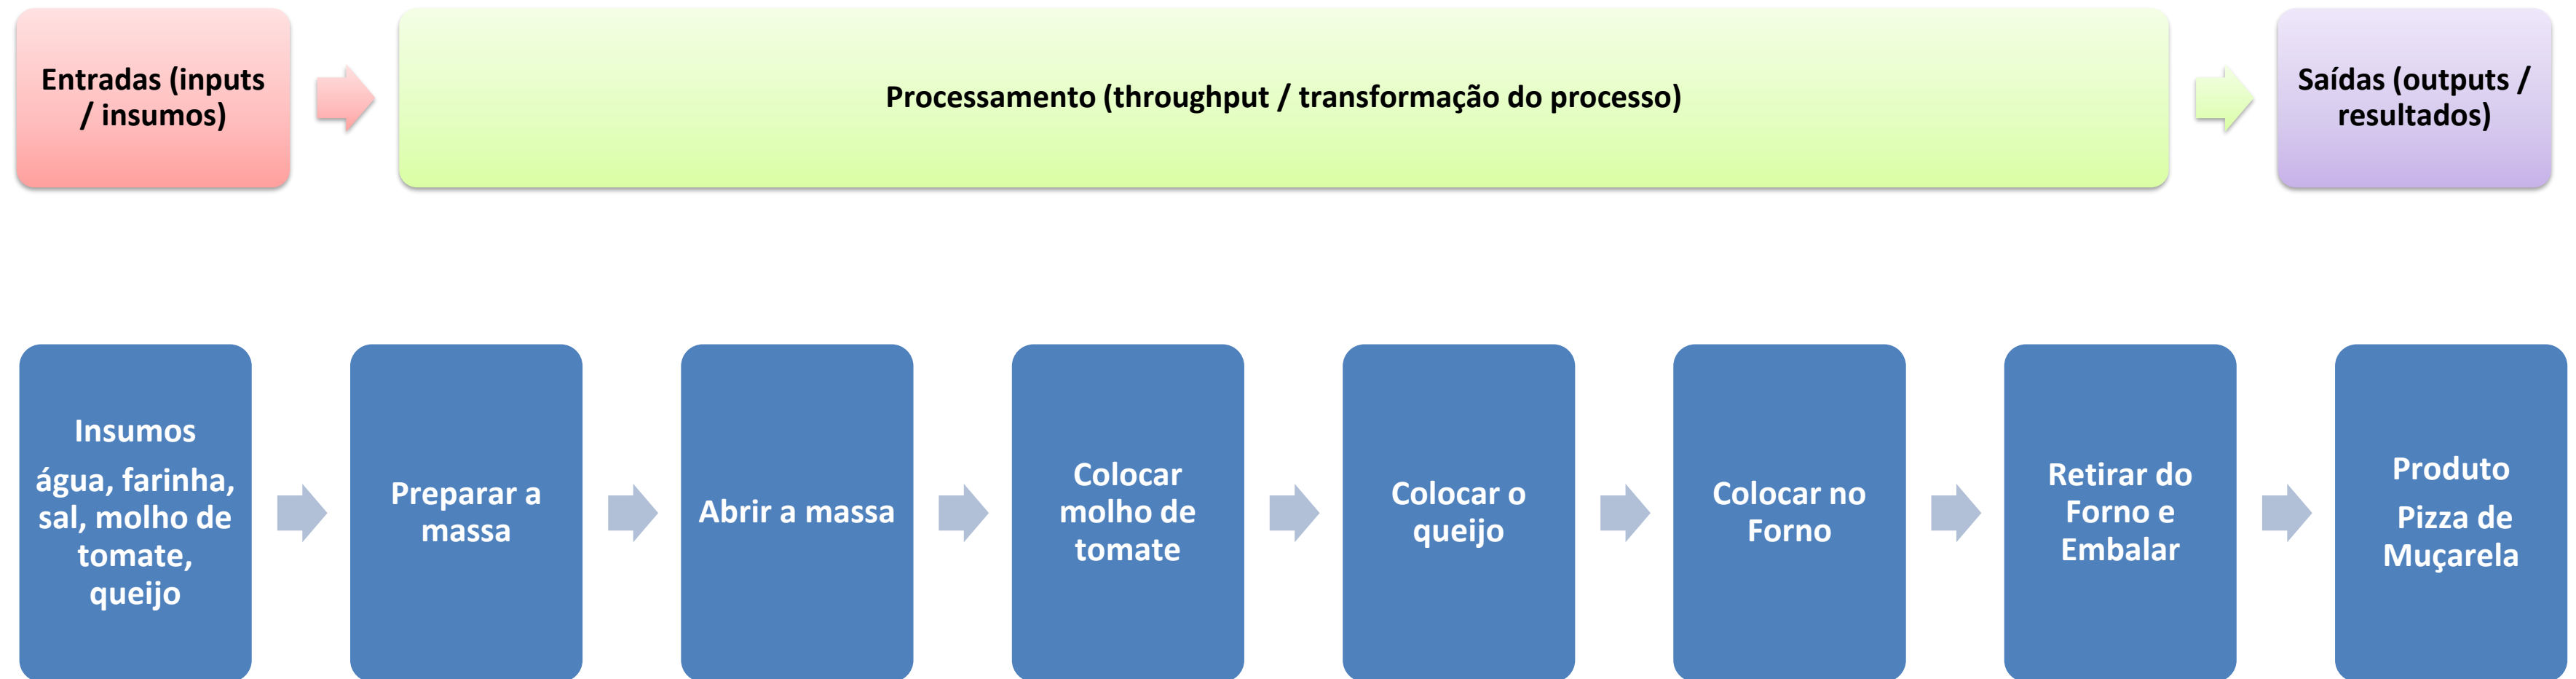 Entradas (inputs
/ insumos)
Processamento (throughput / transformação do processo)
Saídas (outputs /
resultados)
Insumos
água, farinha,
sal, molho de
tomate,
queijo
Preparar a
massa
Abrir a massa
Colocar
molho de
tomate
Colocar o
queijo
Colocar no
Forno
Retirar do
Forno e
Embalar
Produto
Pizza de
Muçarela